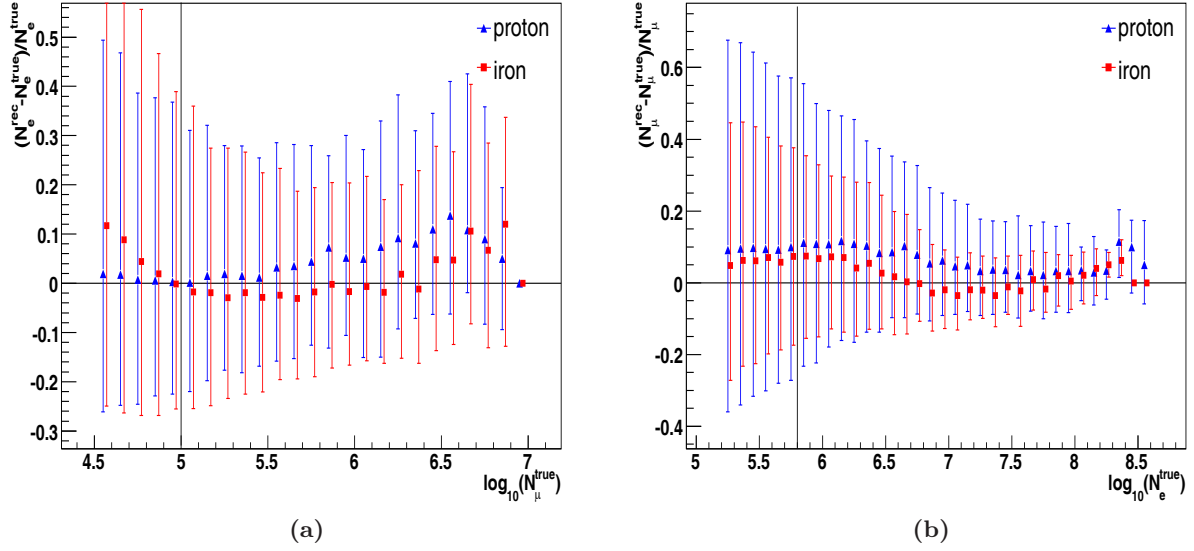 (N_e^rec-N_e^true)/N_e^true
0.5
0.4
0.3
0.2
0.1
0
-0.1
-0.2
-0.3
proton
iron
4.5 5 5.5 6 6.5 7
log_10(N_μ^true)
(a)
(N_μ^rec-N_μ^true)/N_μ^true
0.6
0.4
0.2
0
-0.2
-0.4
proton
iron
5 5.5 6 6.5 7 7.5 8 8.5
log_10(N_e^true)
(b)